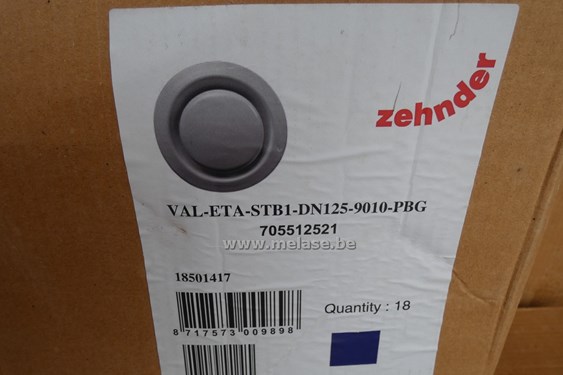 zehnder
VAL-ETA-STB1-DN125-9010-PBG
705512521
www.melase.be
18501417
8 717573 009898
Quantity : 18